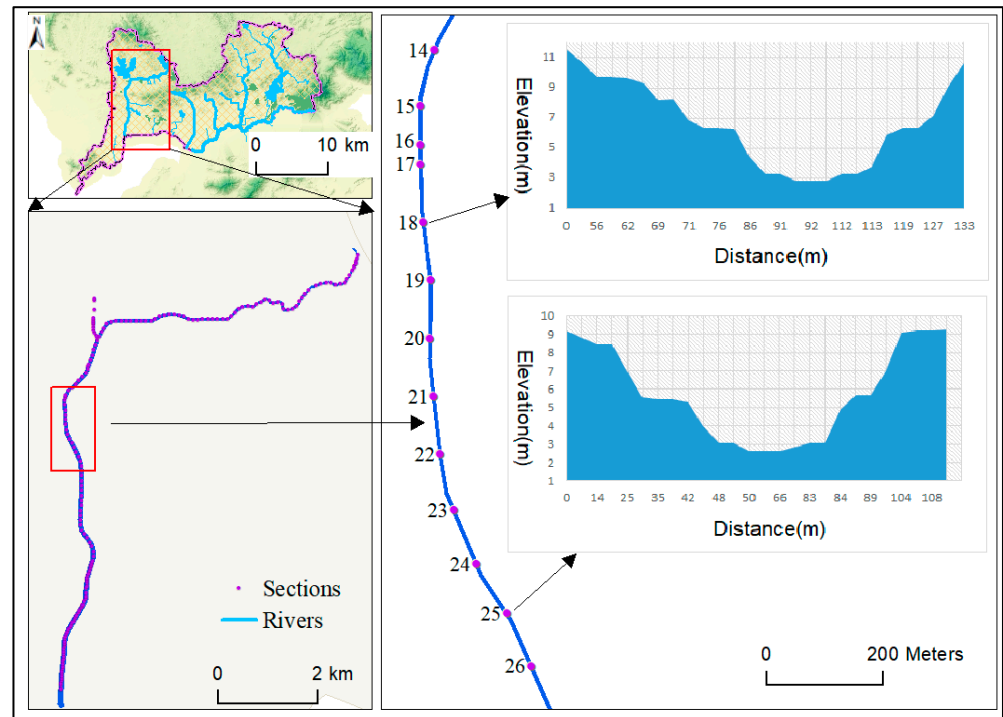 N
0 10 km
Sections
Rivers
0 2 km
14
15
16
17
18
19
20
21
22
23
24
25
26
Elevation(m)
11
9
7
5
3
1
0 56 62 69 71 76 82 86 91 92 110 112 113 119 127 133
Distance(m)
Elevation(m)
10
9
8
7
6
5
4
3
2
1
0 14 25 35 42 48 50 66 83 84 89 104 108
Distance(m)
0 200 Meters